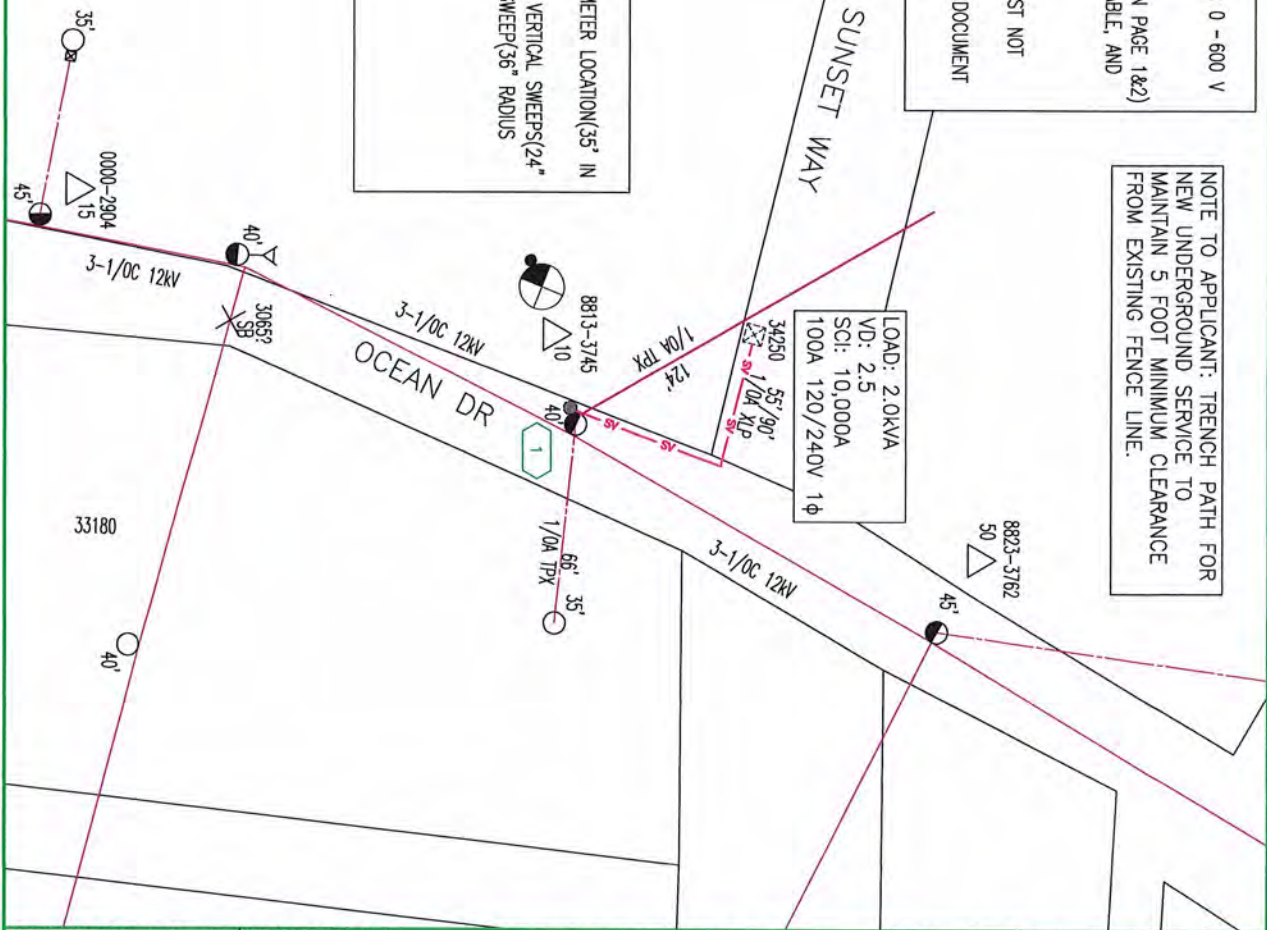 : 0 - 600 V
N PAGE 1&2)
ABLE, AND
ST NOT
DOCUMENT
NOTE TO APPLICANT: TRENCH PATH FOR
NEW UNDERGROUND SERVICE TO
MAINTAIN 5 FOOT MINIMUM CLEARANCE
FROM EXISTING FENCE LINE.
METER LOCATION(35' IN
VERTICAL SWEEPS(24"
SWEEP(36" RADIUS
SUNSET WAY
LOAD: 2.0kVA
VD: 2.5
SCI: 10,000A
100A 120/240V 1ϕ
34250
55'/90'
1/0A XLP
SV
SV
SV
SV
1/0A TPX
124'
8813-3745
10
40'
1
66'
1/0A TPX
35'
8823-3762
50
45'
3-1/0C 12kV
3-1/0C 12kV
3-1/0C 12kV
OCEAN DR
35'
0000-2904
15
45'
40'
3065?
SB
33180
40'